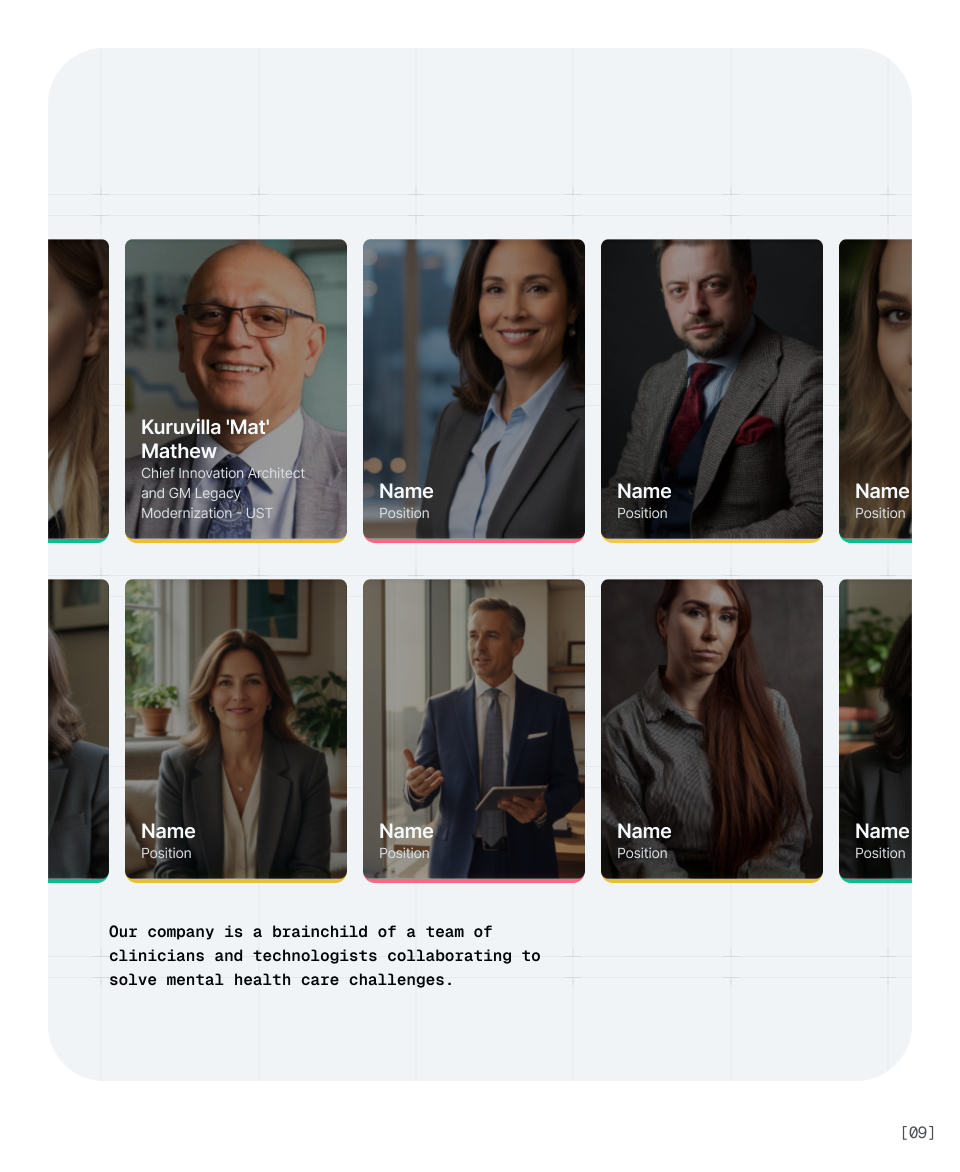 Kuruvilla 'Mat'
Mathew
Chief Innovation Architect
and GM Legacy
Modernization - UST
Name
Position
Name
Position
Name
Position
Name
Position
Name
Position
Name
Position
Name
Position
Our company is a brainchild of a team of
clinicians and technologists collaborating to
solve mental health care challenges.
[09]